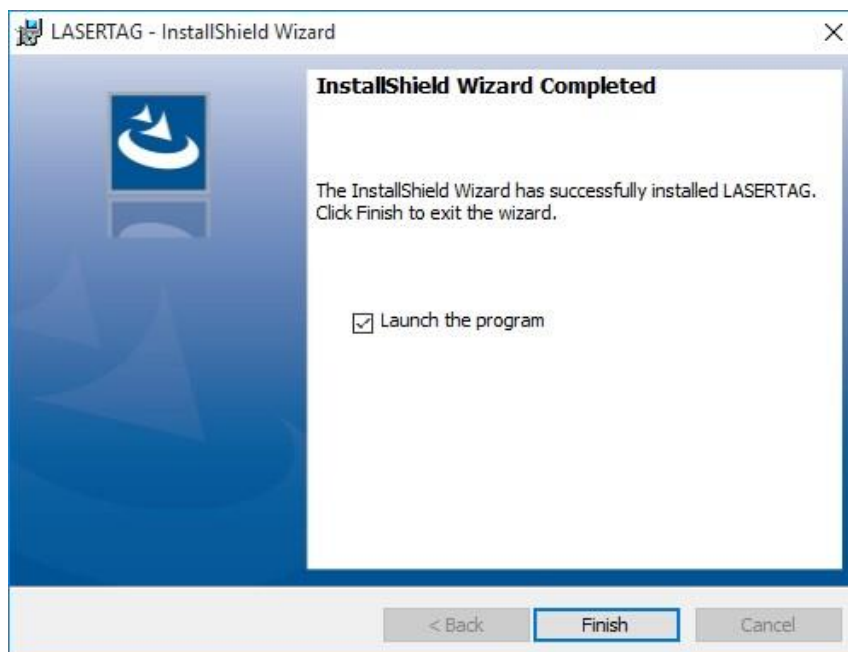 LASERTAG - InstallShield Wizard
InstallShield Wizard Completed
The InstallShield Wizard has successfully installed LASERTAG.
Click Finish to exit the wizard.
Launch the program
< Back Finish Cancel